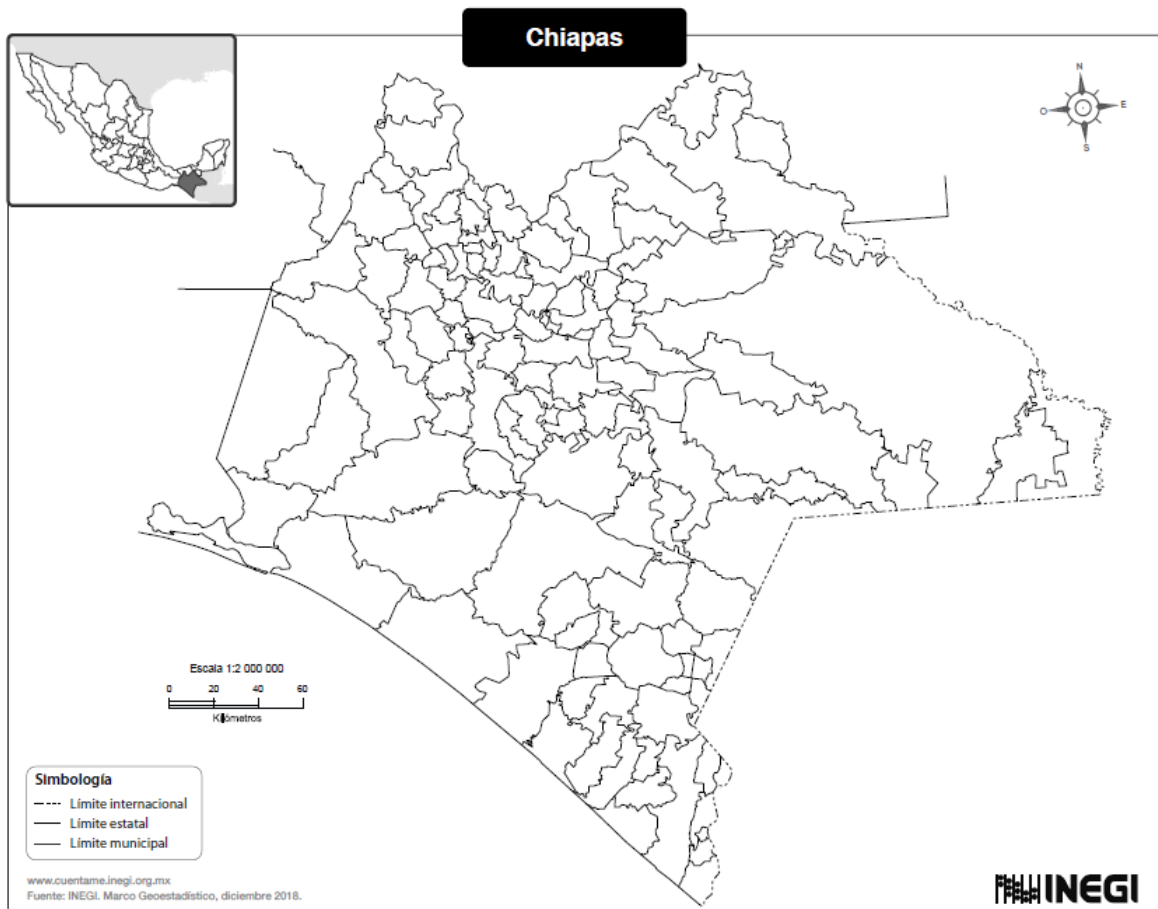 Chiapas
N
O
E
S
Escala 1:2 000 000
0 20 40 60
Kilómetros
Simbología
Límite internacional
Límite estatal
Límite municipal
www.cuentame.inegi.org.mx
Fuente: INEGI. Marco Geoestadístico, diciembre 2018.
INEGI